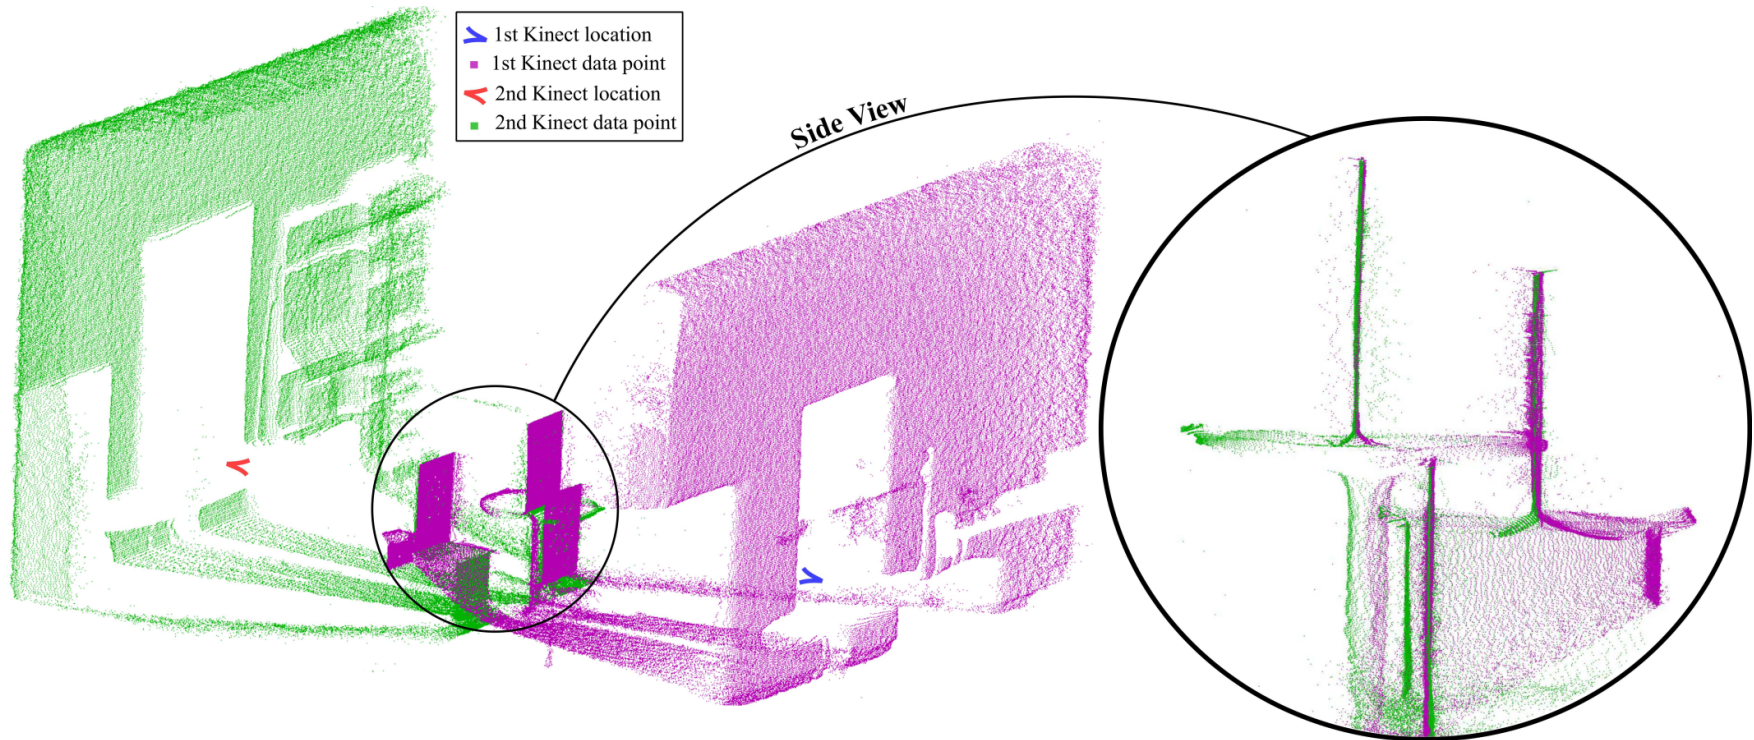 1st Kinect location
1st Kinect data point
2nd Kinect location
2nd Kinect data point
Side View